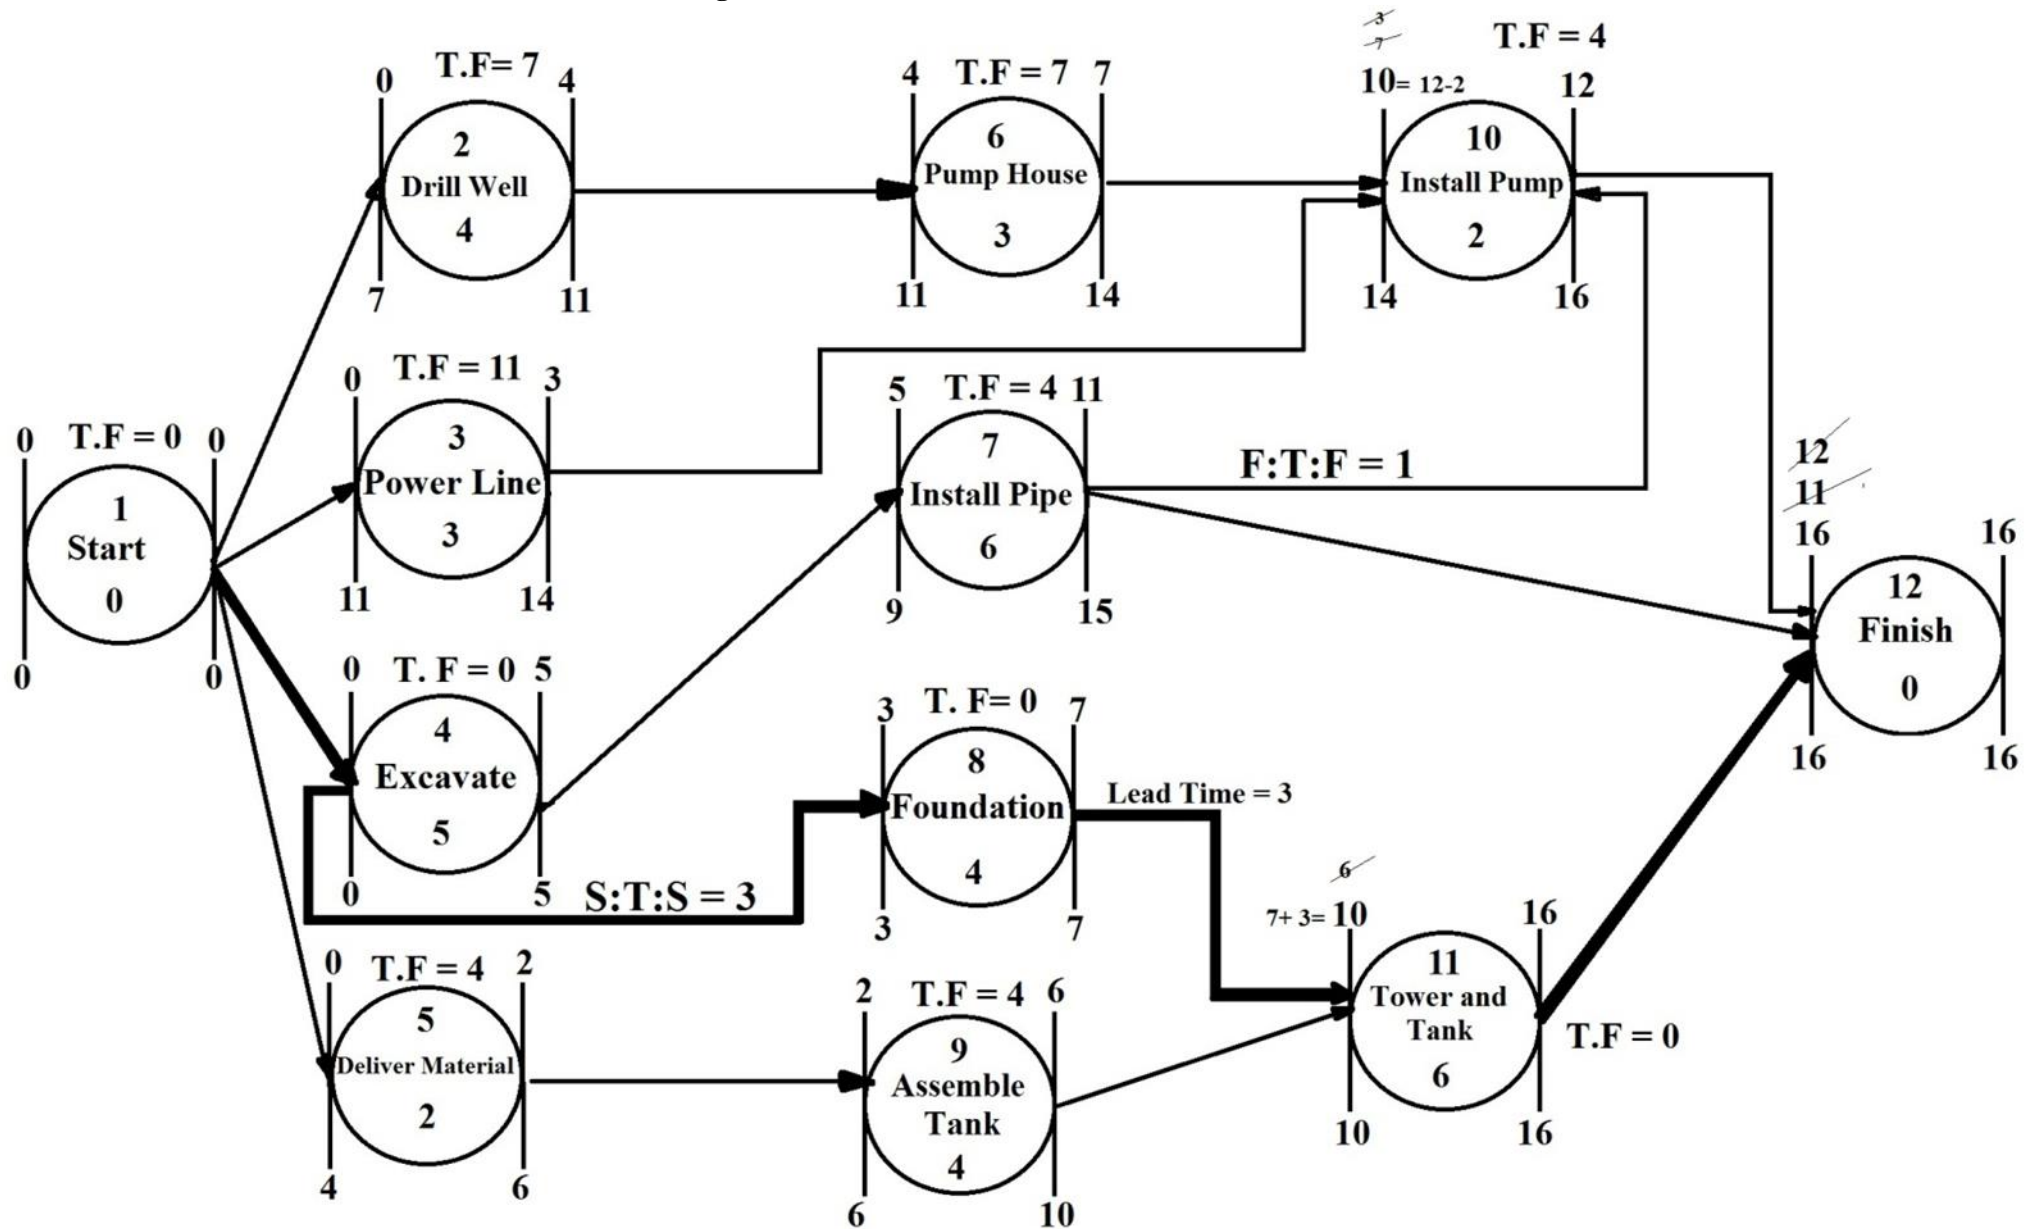 0 T.F= 7 4
2
Drill Well
4
7 11
4 T.F = 7 7
6
Pump House
3
11 14
3
7
T.F = 4
10= 12-2 12
10
Install Pump
2
14 16
0 T.F = 11 3
3
Power Line
3
11 14
5 T.F = 4 11
7
Install Pipe
6
9 15
F:T:F = 1
0 T.F = 0 0
1
Start
0
0 0
12
11
16 16
12
Finish
0
16 16
0 T. F = 0 5
4
Excavate
5
0 5
S:T:S = 3
3 T. F= 0 7
8
Foundation
4
3 7
Lead Time = 3
6
7+ 3= 10 16
11
Tower and
Tank
6
T.F = 0
10 16
0 T.F = 4 2
5
Deliver Material
2
4 6
2 T.F = 4 6
9
Assemble
Tank
4
6 10